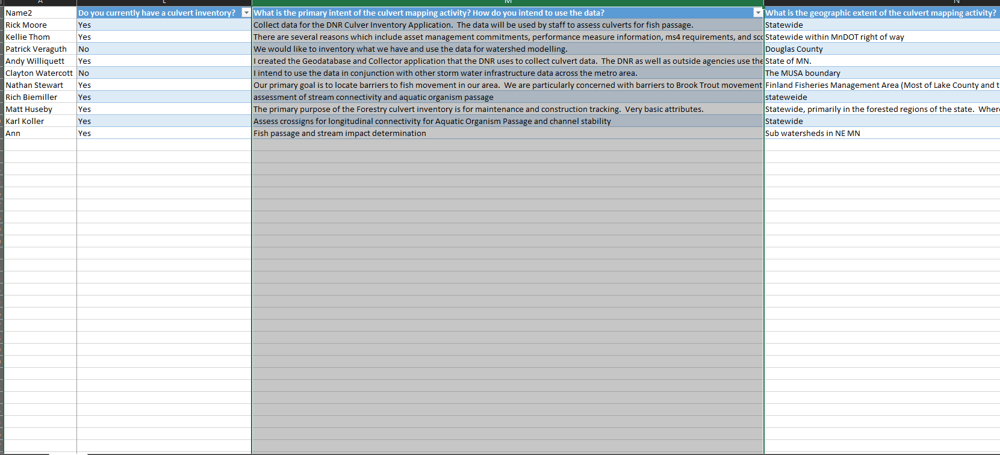 A L M N
Name2 Do you currently have a culvert inventory? What is the primary intent of the culvert mapping activity? How do you intend to use the data? What is the geographic extent of the culvert mapping activity?
Rick Moore Yes Collect data for the DNR Culver Inventory Application. The data will be used by staff to assess culverts for fish passage. Statewide
Kellie Thom Yes There are several reasons which include asset management commitments, performance measure information, ms4 requirements, and Statewide within MnDOT right of way
Patrick Veraguth No We would like to inventory what we have and use the data for watershed modelling. Douglas County
Andy Williquett Yes I created the Geodatabase and Collector application that the DNR uses to collect culvert data. The DNR as well as outside agencies use the State of MN.
Clayton Watercott No I intend to use the data in conjunction with other storm water infrastructure data across the metro area. The MUSA boundary
Nathan Stewart Yes Our primary goal is to locate barriers to fish movement in our area. We are particularly concerned with barriers to Brook Trout movement Finland Fisheries Management Area (Most of Lake County and
Rich Biemiller Yes assessment of stream connectivity and aquatic organism passage stateweide
Matt Huseby Yes The primary purpose of the Forestry culvert inventory is for maintenance and construction tracking. Very basic attributes. Statewide, primarily in the forested regions of the state.
Karl Koller Yes Assess crossigns for longitudinal connectivity for Aquatic Organism Passage and channel stability Statewide
Ann Yes Fish passage and stream impact determination Sub watersheds in NE MN